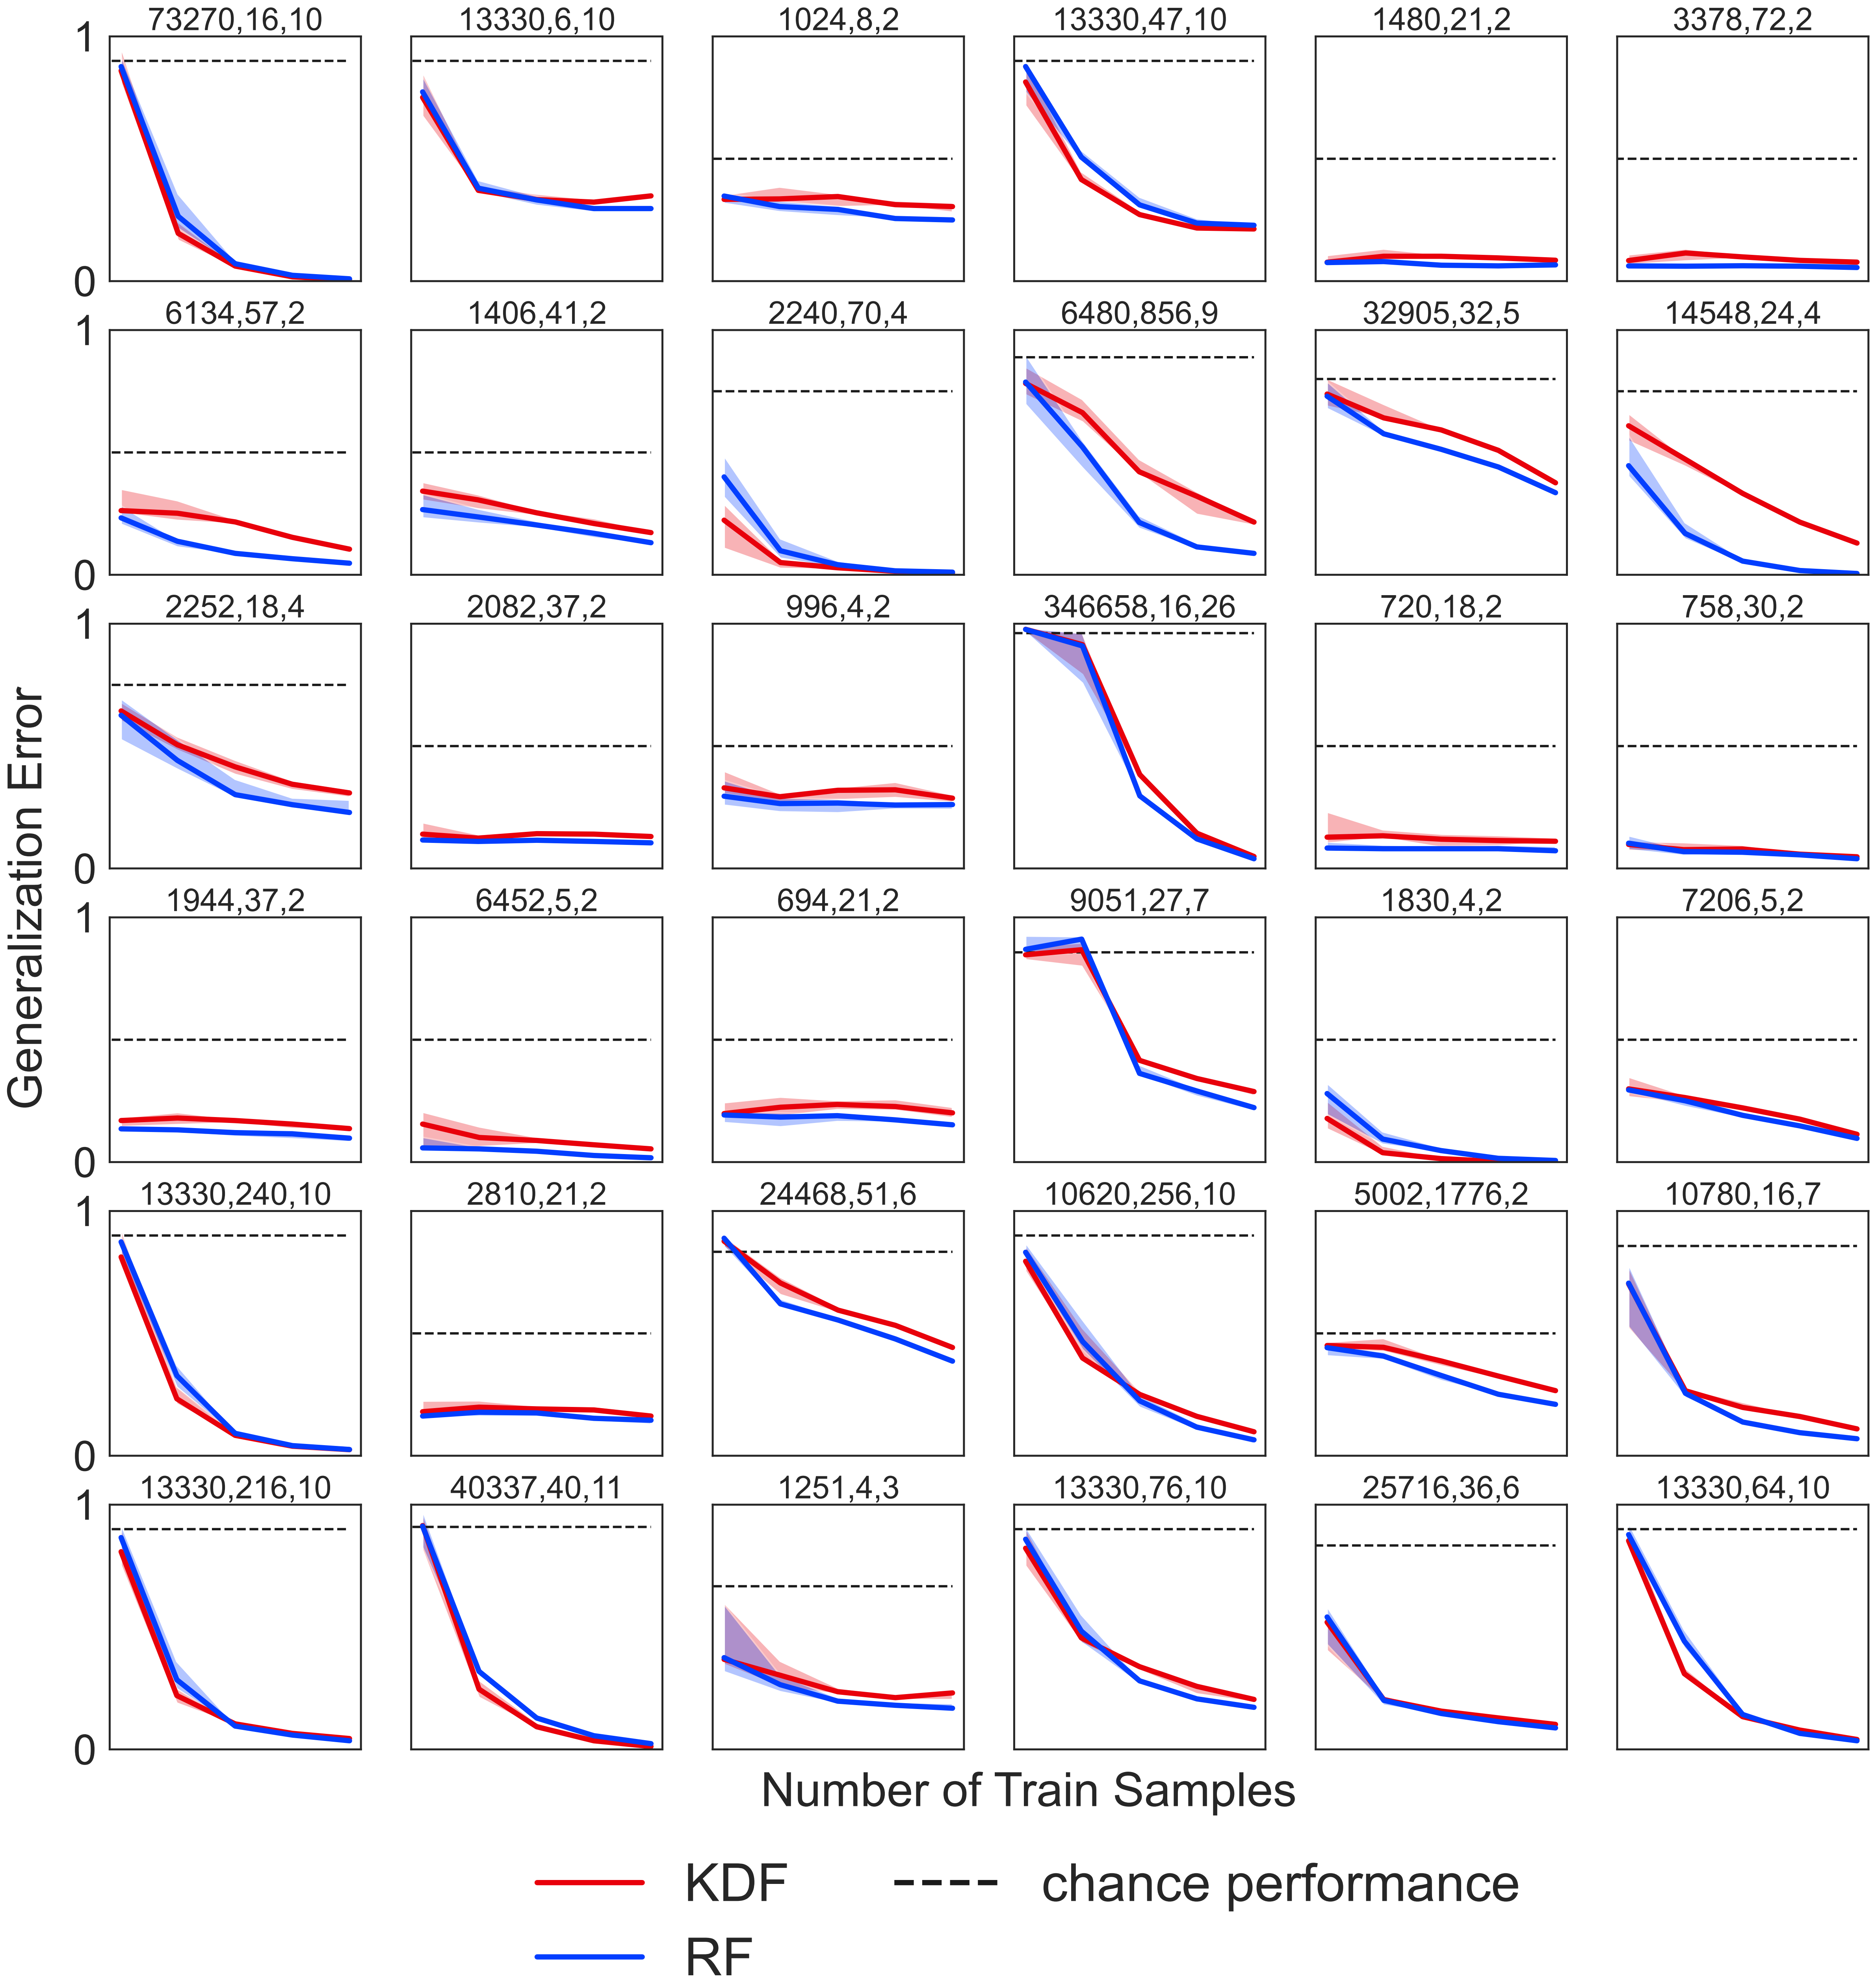 73270,16,10 13330,6,10 1024,8,2 13330,47,10 1480,21,2 3378,72,2
1
0
6134,57,2 1406,41,2 2240,70,4 6480,856,9 32905,32,5 14548,24,4
1
0
2252,18,4 2082,37,2 996,4,2 346658,16,26 720,18,2 758,30,2
1
0
Generalization Error
1944,37,2 6452,5,2 694,21,2 9051,27,7 1830,4,2 7206,5,2
1
0
13330,240,10 2810,21,2 24468,51,6 10620,256,10 5002,1776,2 10780,16,7
1
0
13330,216,10 40337,40,11 1251,4,3 13330,76,10 25716,36,6 13330,64,10
1
0
Number of Train Samples
KDF chance performance
RF